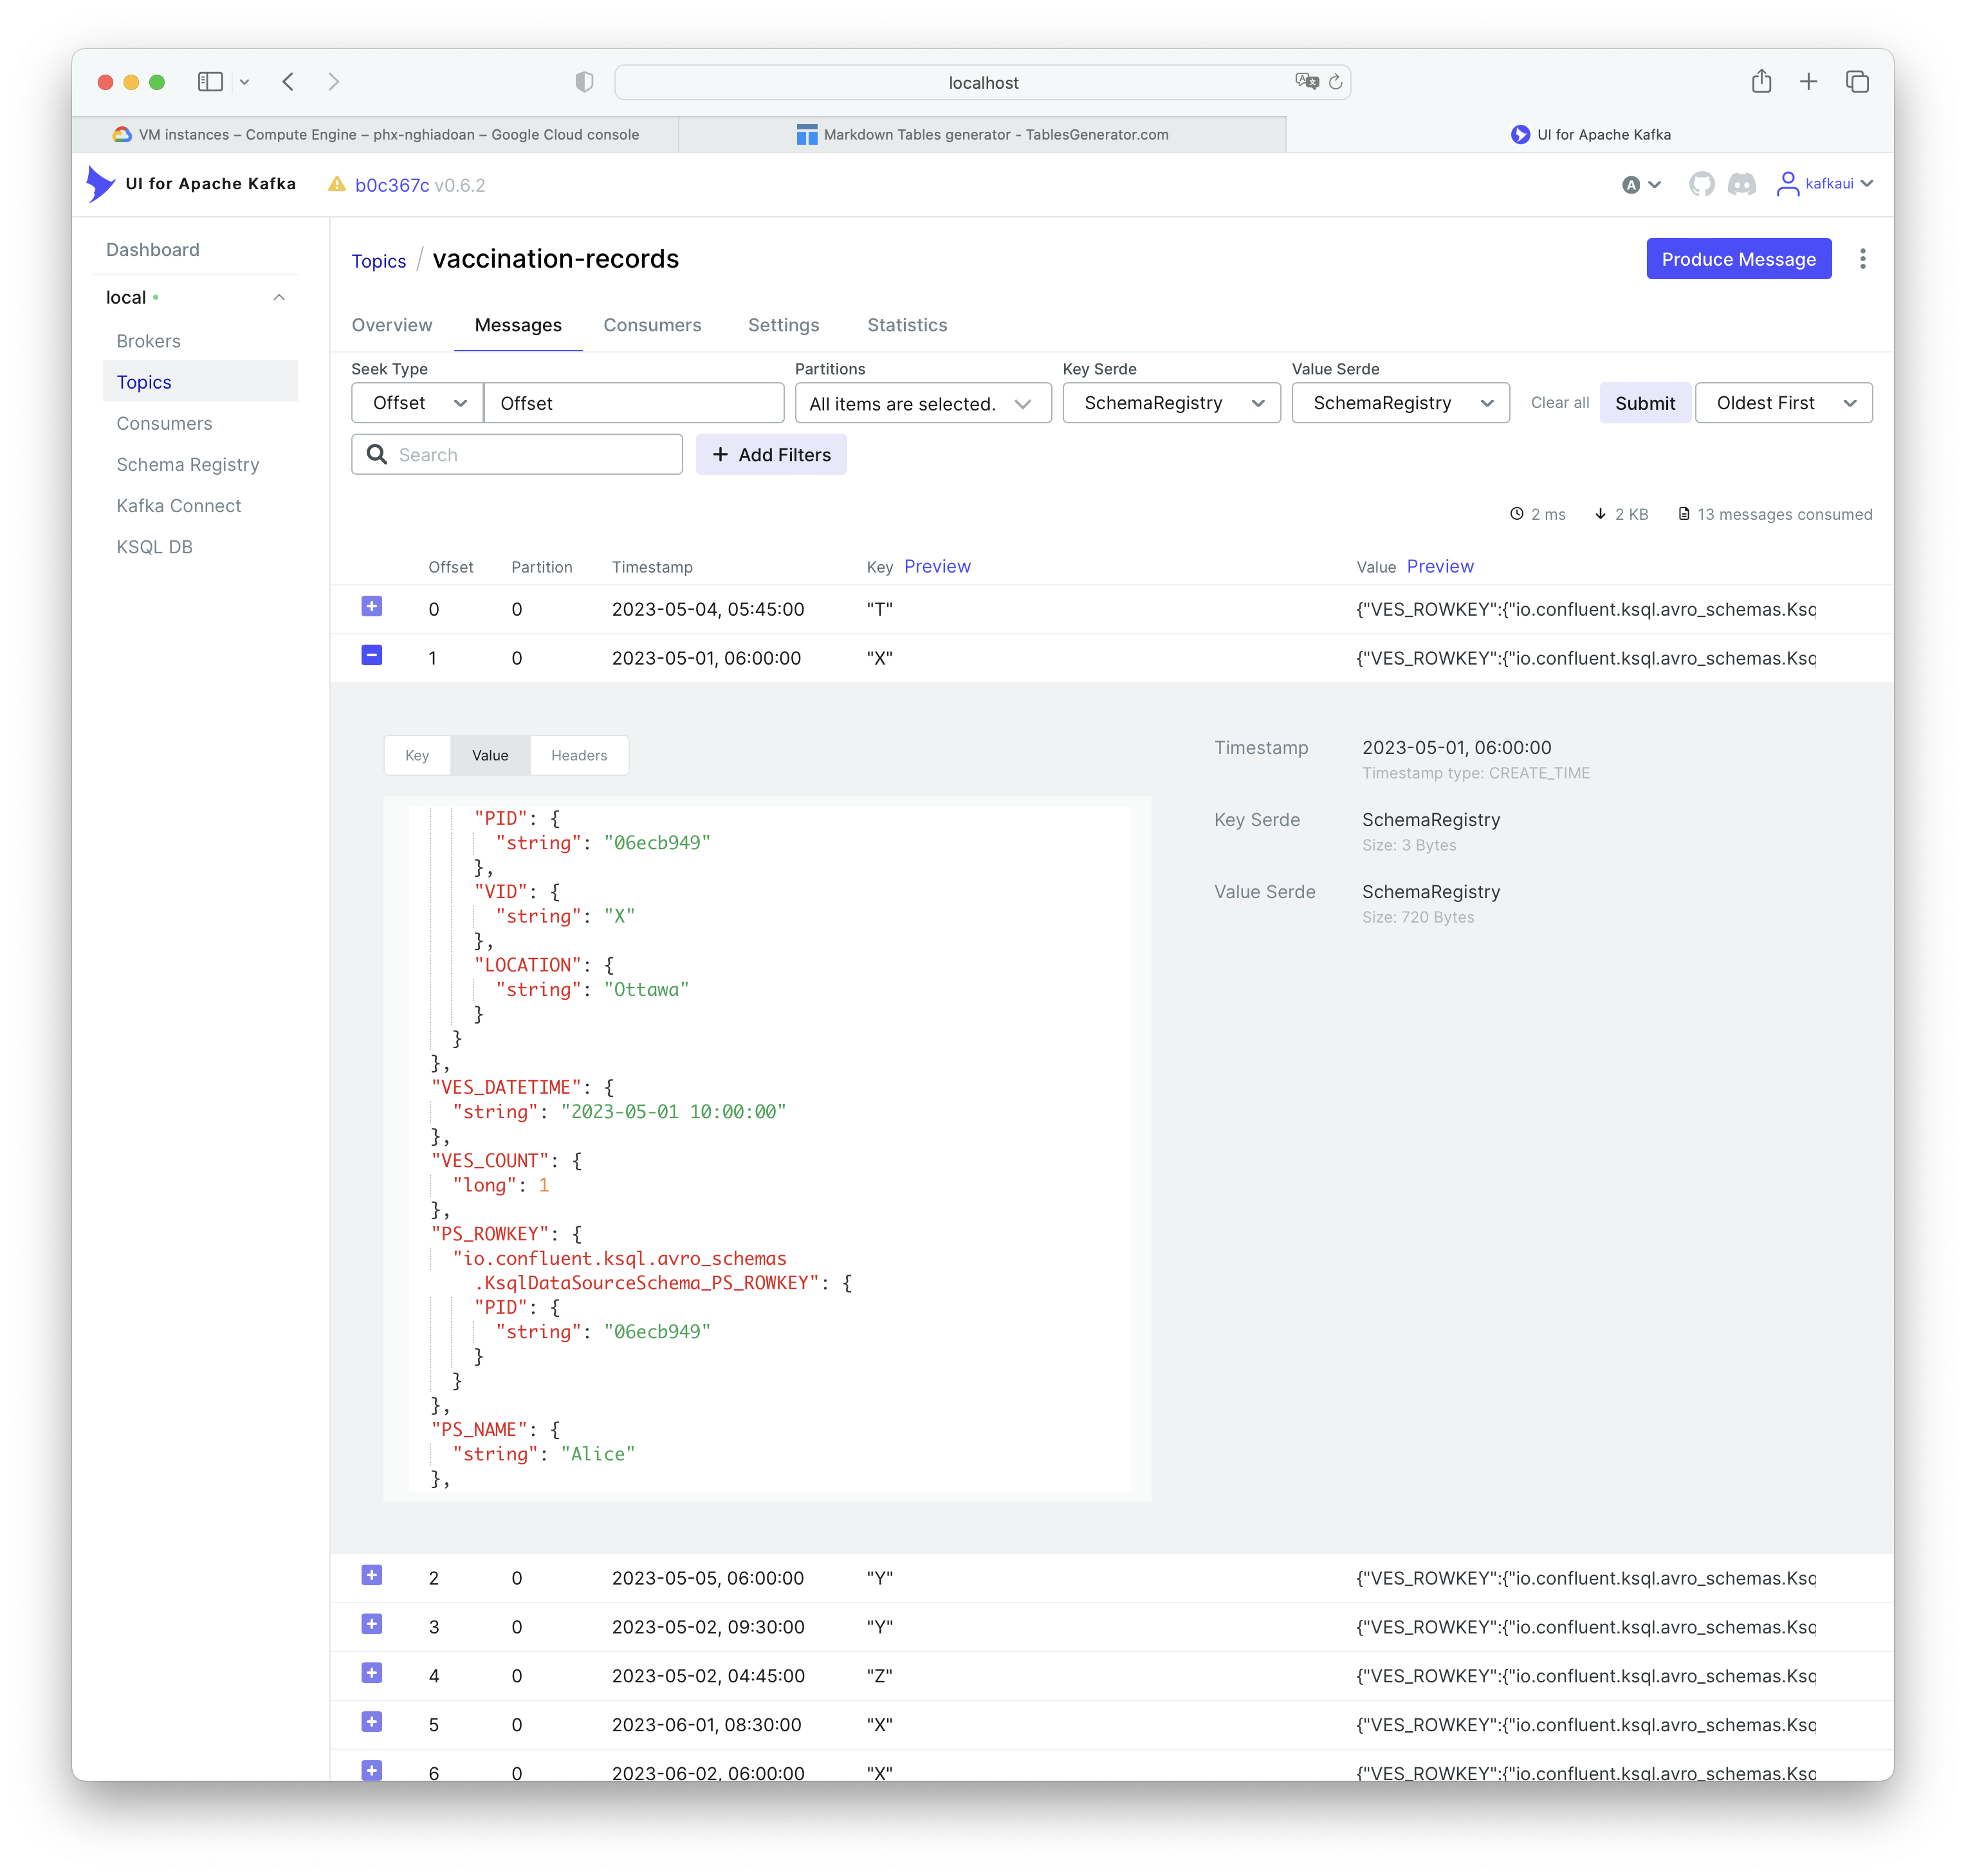 localhost
VM instances – Compute Engine – phx-nghiadoan – Google Cloud console
Markdown Tables generator - TablesGenerator.com
UI for Apache Kafka
UI for Apache Kafka b0c367c v0.6.2 A kafkaui
Dashboard
local
Brokers
Topics
Consumers
Schema Registry
Kafka Connect
KSQL DB
Topics / vaccination-records
Produce Message
Overview Messages Consumers Settings Statistics
Seek Type Partitions Key Serde Value Serde
Offset Offset All items are selected. SchemaRegistry SchemaRegistry Clear all Submit Oldest First
Search + Add Filters
2 ms 2 KB 13 messages consumed
Offset Partition Timestamp Key Preview Value Preview
0 0 2023-05-04, 05:45:00 "T" {"VES_ROWKEY":{"io.confluent.ksql.avro_schemas.Ksq
1 0 2023-05-01, 06:00:00 "X" {"VES_ROWKEY":{"io.confluent.ksql.avro_schemas.Ksq
Key Value Headers
"PID": {
"string": "06ecb949"
},
"VID": {
"string": "X"
},
"LOCATION": {
"string": "Ottawa"
}
}
},
"VES_DATETIME": {
"string": "2023-05-01 10:00:00"
},
"VES_COUNT": {
"long": 1
},
"PS_ROWKEY": {
"io.confluent.ksql.avro_schemas
.KsqlDataSourceSchema_PS_ROWKEY": {
"PID": {
"string": "06ecb949"
}
}
},
"PS_NAME": {
"string": "Alice"
},
Timestamp 2023-05-01, 06:00:00
Timestamp type: CREATE_TIME
Key Serde SchemaRegistry
Size: 3 Bytes
Value Serde SchemaRegistry
Size: 720 Bytes
2 0 2023-05-05, 06:00:00 "Y" {"VES_ROWKEY":{"io.confluent.ksql.avro_schemas.Ksq
3 0 2023-05-02, 09:30:00 "Y" {"VES_ROWKEY":{"io.confluent.ksql.avro_schemas.Ksq
4 0 2023-05-02, 04:45:00 "Z" {"VES_ROWKEY":{"io.confluent.ksql.avro_schemas.Ksq
5 0 2023-06-01, 08:30:00 "X" {"VES_ROWKEY":{"io.confluent.ksql.avro_schemas.Ksq
6 0 2023-06-02, 06:00:00 "X" {"VES_ROWKEY":{"io.confluent.ksql.avro_schemas.Ksq